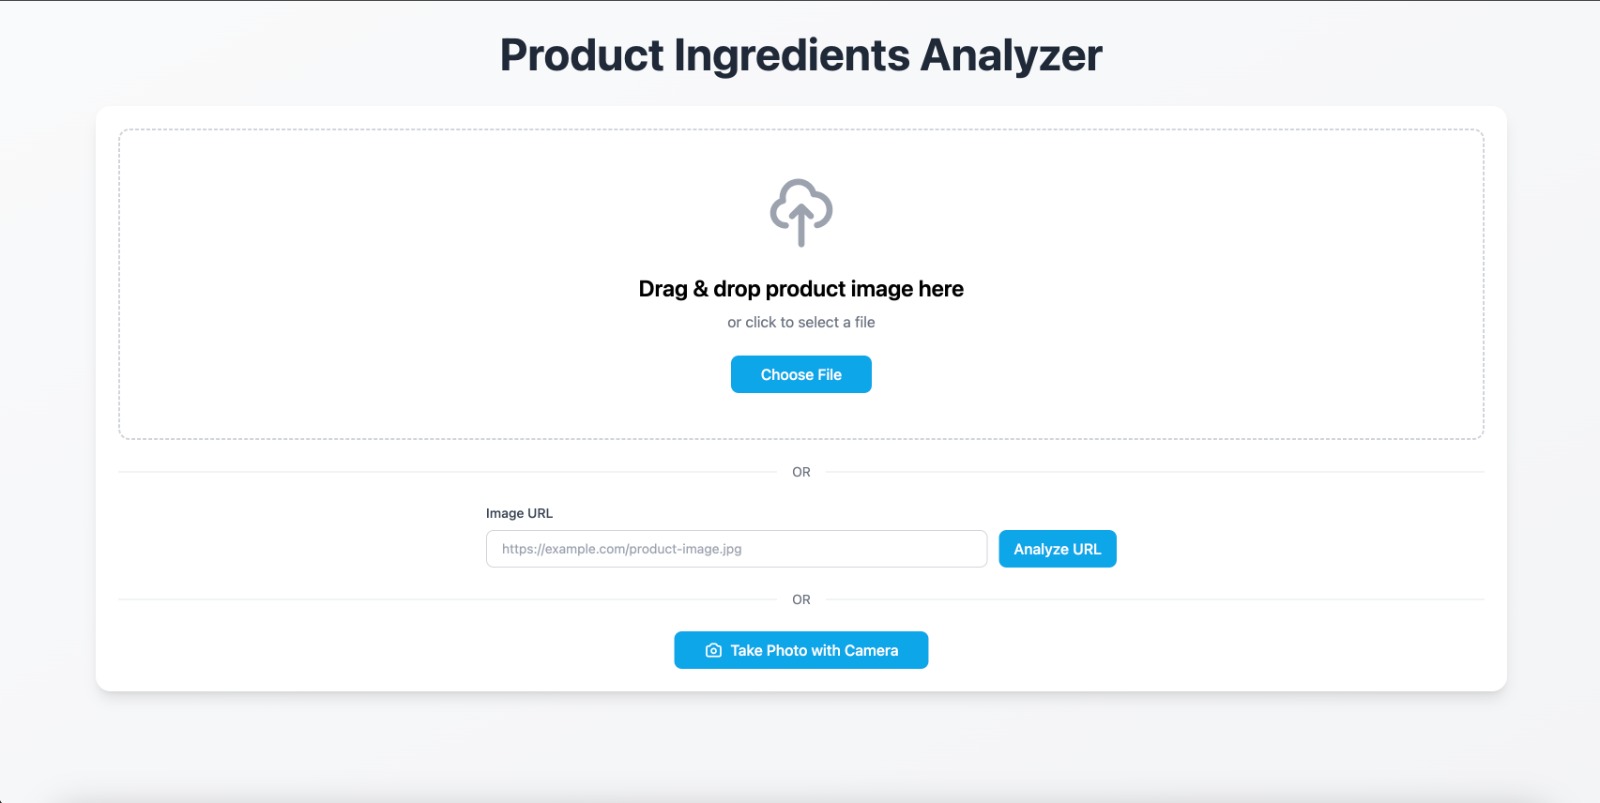 Product Ingredients Analyzer
Drag & drop product image here
or click to select a file
Choose File
OR
Image URL
https://example.com/product-image.jpg
Analyze URL
OR
Take Photo with Camera